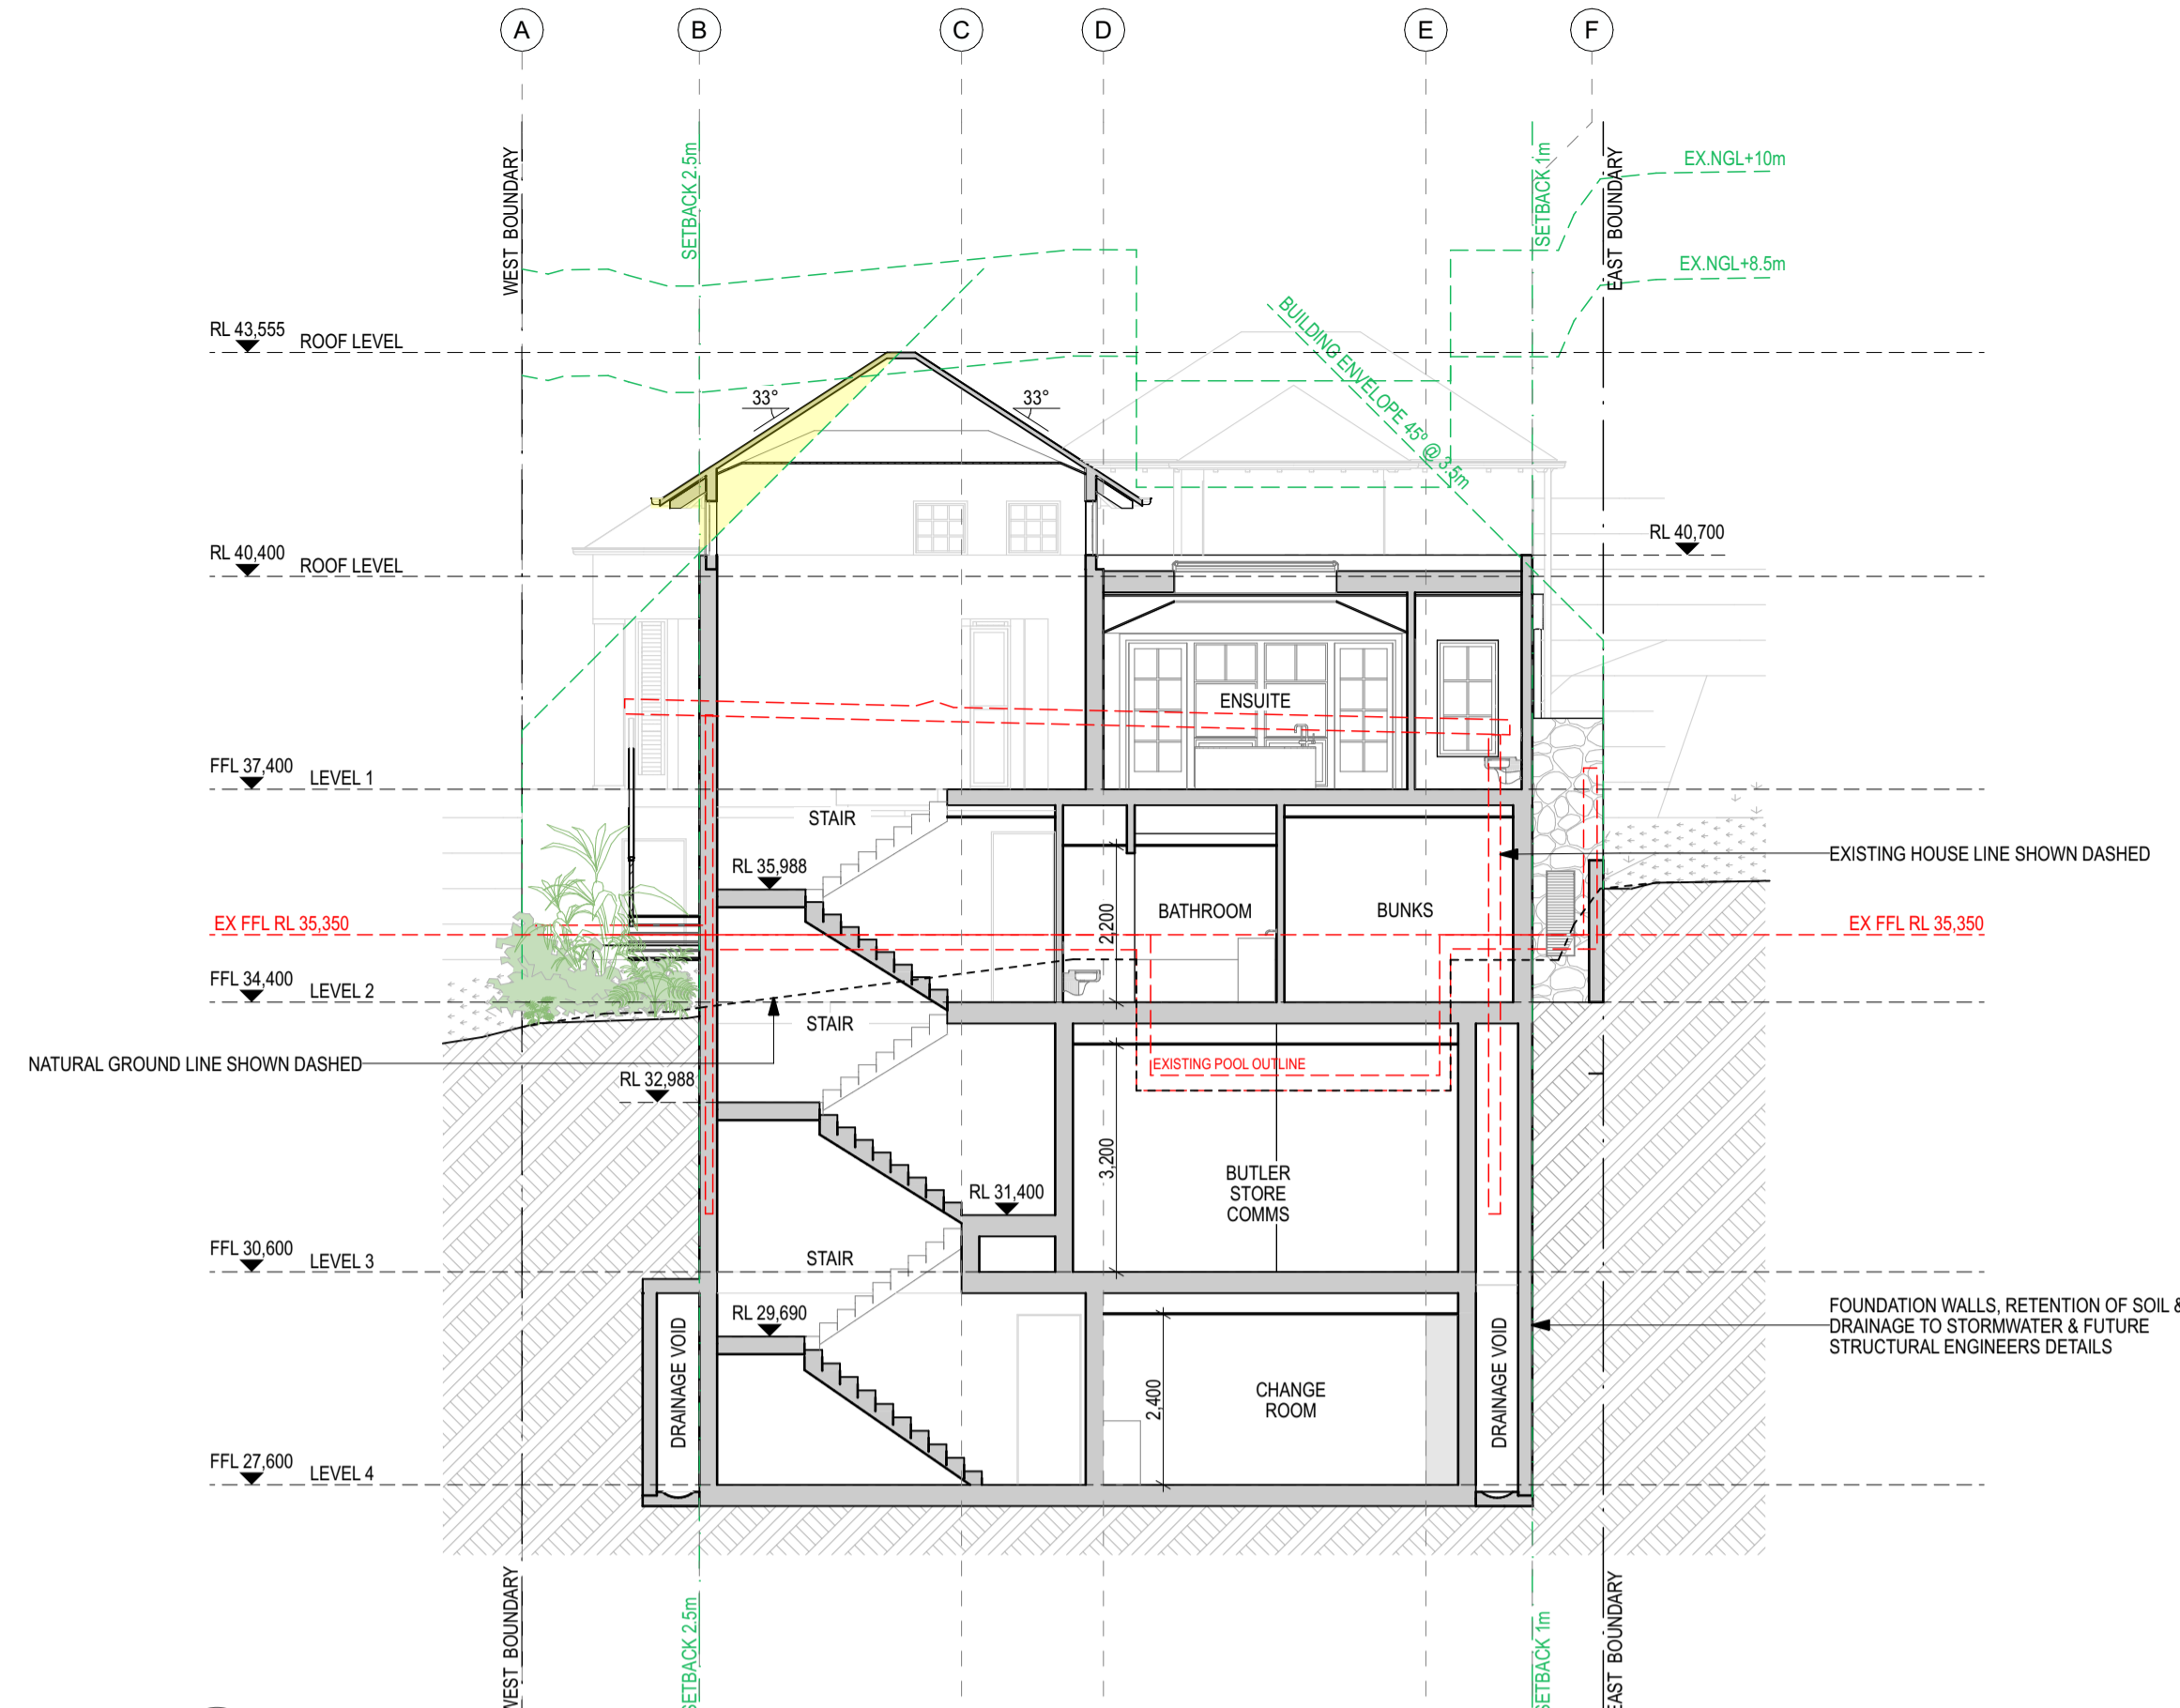 A B C D E F
WEST BOUNDARY
SETBACK 2.5m
SETBACK 1m
EAST BOUNDARY
EX.NGL+10m
EX.NGL+8.5m
BUILDING ENVELOPE 45º @ 3.5m
RL 43,555 ROOF LEVEL
33° 33°
RL 40,400 ROOF LEVEL
RL 40,700
ENSUITE
FFL 37,400 LEVEL 1
STAIR
RL 35,988
EXISTING HOUSE LINE SHOWN DASHED
2,200
BATHROOM
BUNKS
EX FFL RL 35,350
EX FFL RL 35,350
FFL 34,400 LEVEL 2
STAIR
NATURAL GROUND LINE SHOWN DASHED
EXISTING POOL OUTLINE
RL 32,988
3,200
BUTLER
STORE
COMMS
RL 31,400
FFL 30,600 LEVEL 3
STAIR
RL 29,690
DRAINAGE VOID
2,400
CHANGE
ROOM
DRAINAGE VOID
FOUNDATION WALLS, RETENTION OF SOIL &
DRAINAGE TO STORMWATER & FUTURE
STRUCTURAL ENGINEERS DETAILS
FFL 27,600 LEVEL 4
WEST BOUNDARY
SETBACK 2.5m
SETBACK 1m
EAST BOUNDARY